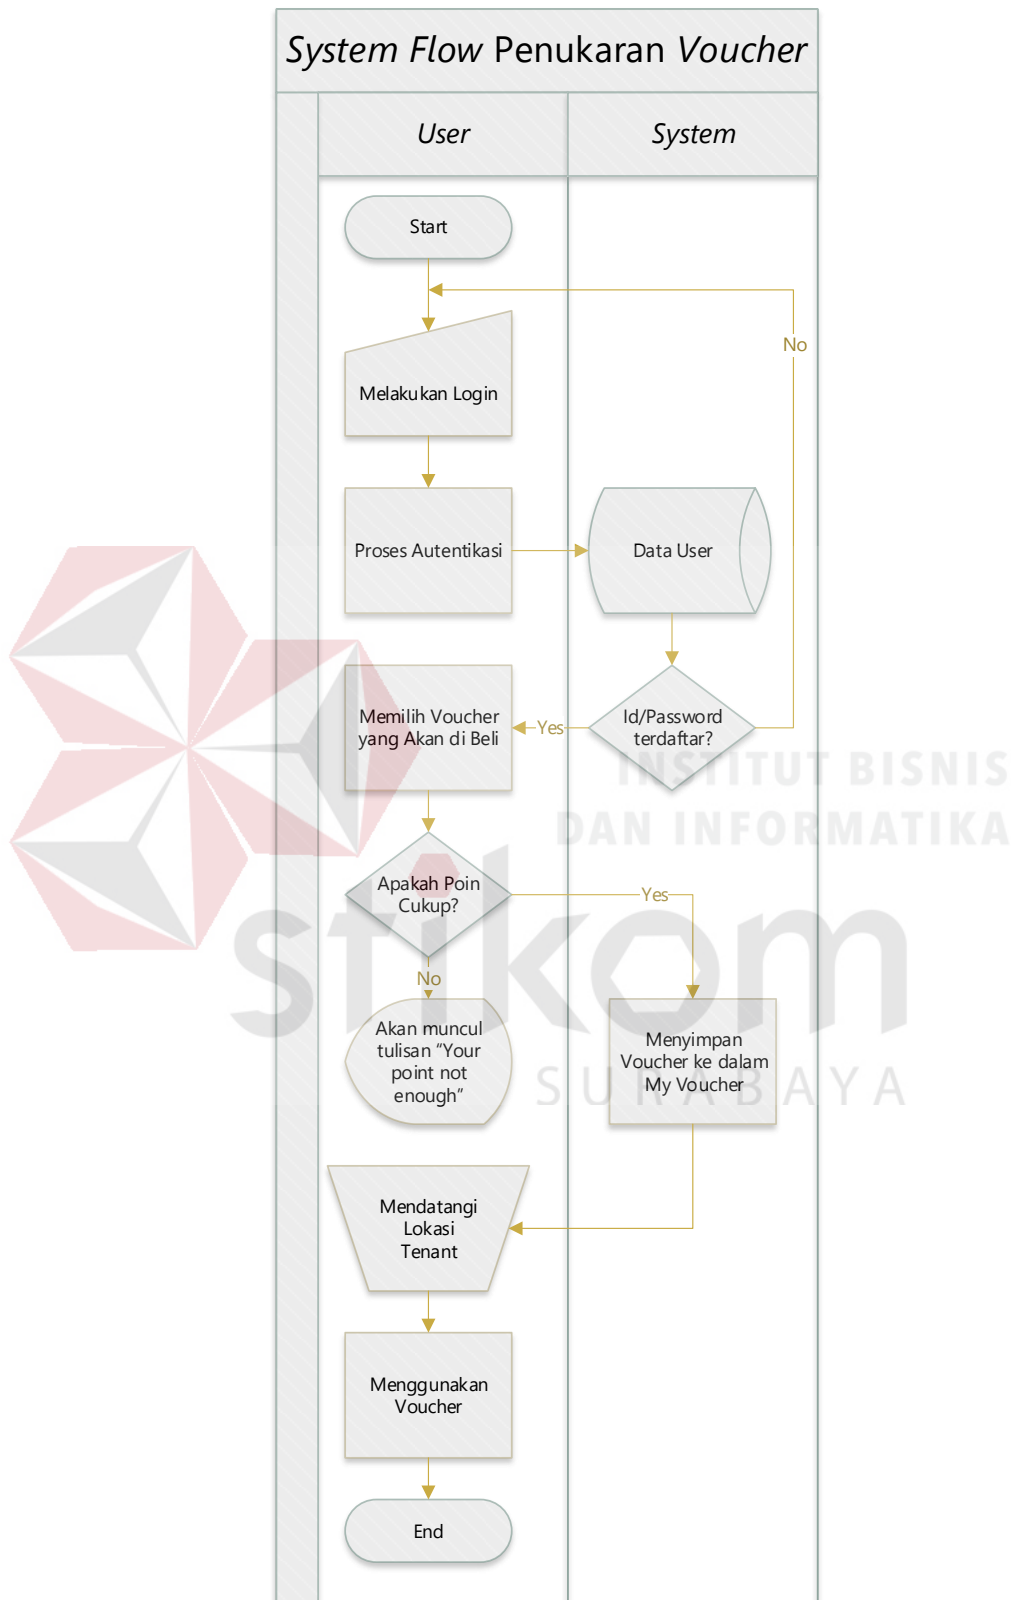 System Flow Penukaran Voucher
User
System
Start
No
Melakukan Login
Proses Autentikasi
Data User
Memilih Voucher
yang Akan di Beli
Yes
Id/Password
terdaftar?
INSTITUT BISNIS
DAN INFORMATIKA
Apakah Poin
Cukup?
Yes
stikom
No
Akan muncul
tulisan “Your
point not
enough”
Menyimpan
Voucher ke dalam
My Voucher
SURABAYA
Mendatangi
Lokasi
Tenant
Menggunakan
Voucher
End